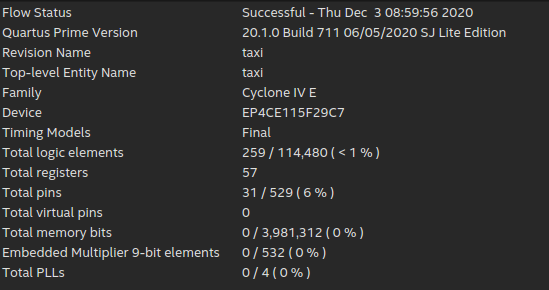 Flow Status Successful - Thu Dec 3 08:59:56 2020
Quartus Prime Version 20.1.0 Build 711 06/05/2020 SJ Lite Edition
Revision Name taxi
Top-level Entity Name taxi
Family Cyclone IV E
Device EP4CE115F29C7
Timing Models Final
Total logic elements 259 / 114,480 ( < 1 % )
Total registers 57
Total pins 31 / 529 ( 6 % )
Total virtual pins 0
Total memory bits 0 / 3,981,312 ( 0 % )
Embedded Multiplier 9-bit elements 0 / 532 ( 0 % )
Total PLLs 0 / 4 ( 0 % )